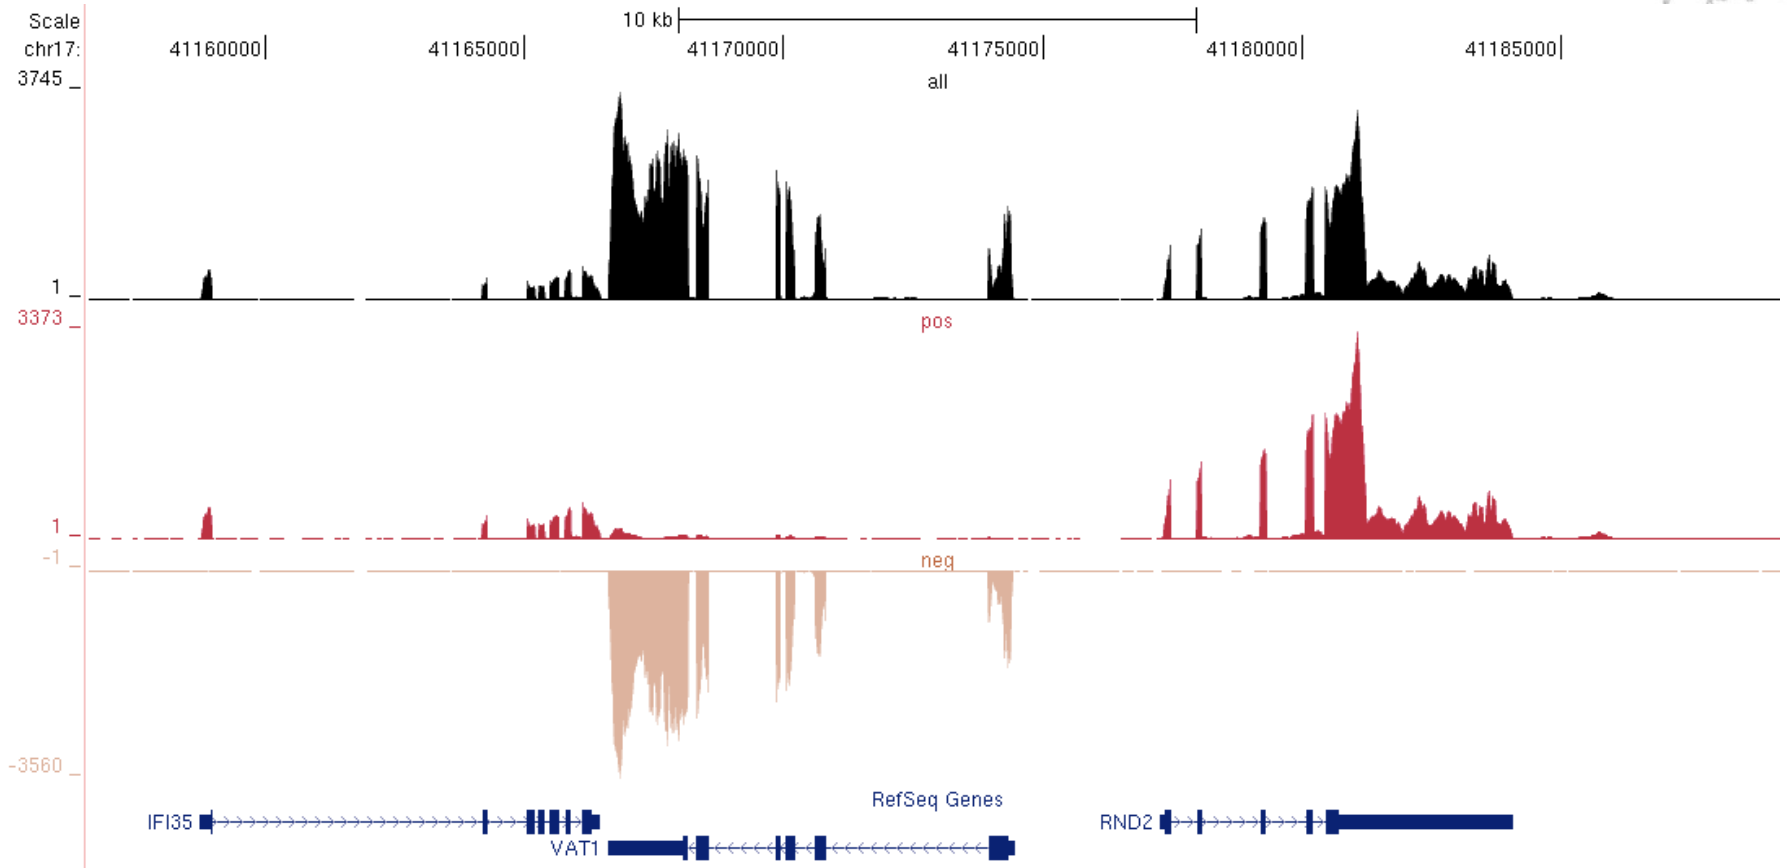 Scale 10 kb
chr17: 41160000 41165000 41170000 41175000 41180000 41185000
3745 _
all
1 _
3373 _
pos
1 _
-1 _
neg
-3560 _
RefSeq Genes
IFI35 RND2
VAT1